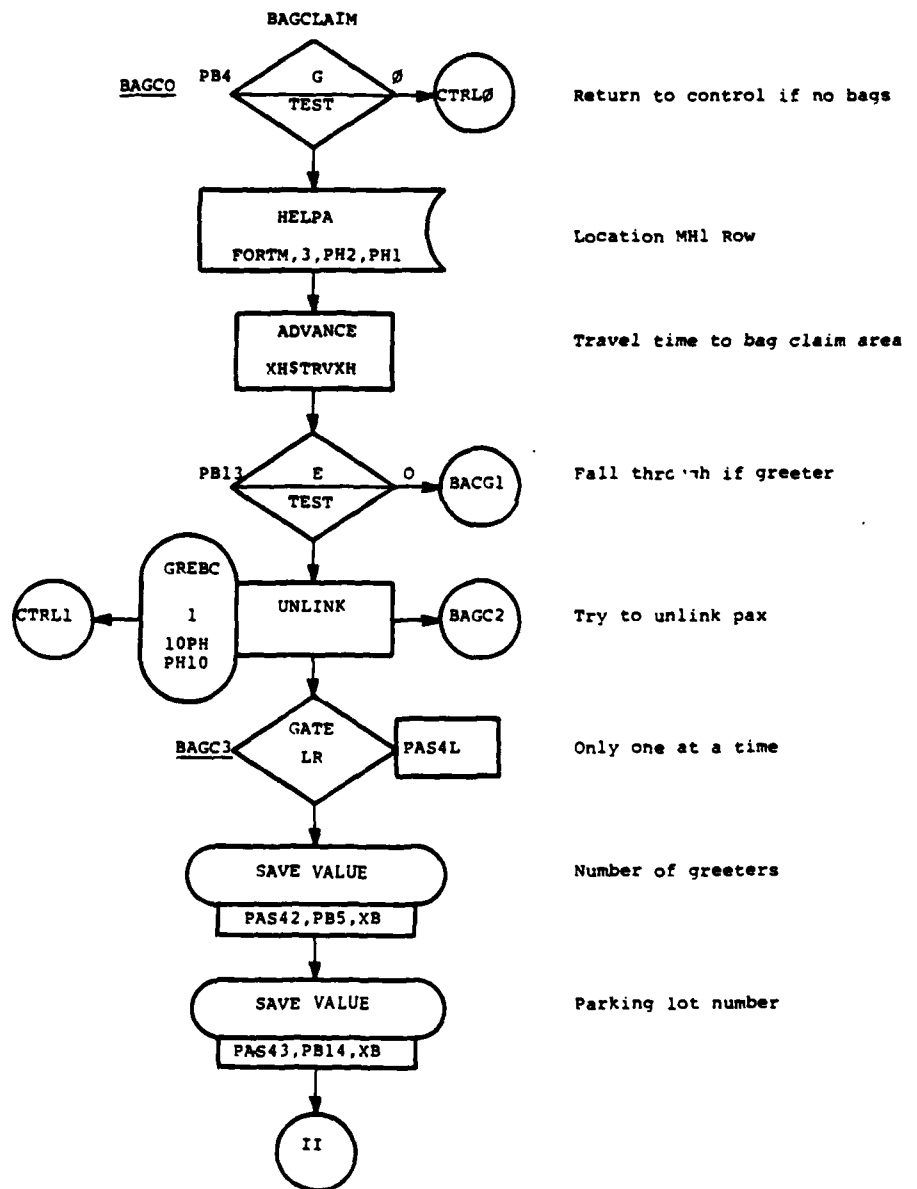 BAGCLAIM
BAGCO PB4 G Ø
TEST CTRLØ Return to control if no bags
HELPA
FORTM,3,PH2,PH1 Location MH1 Row
ADVANCE
XH$TRVXH Travel time to bag claim area
PB13 E O
TEST BACG1 Fall if greeter
GREBC
CTRL1 1 UNLINK BAGC2 Try to unlink pax
10PH
PH10
GATE
BAGC3 LR PAS4L Only one at a time
SAVE VALUE Number of greeters
PAS42,PB5,XB
SAVE VALUE Parking lot number
PAS43,PB14,XB
II